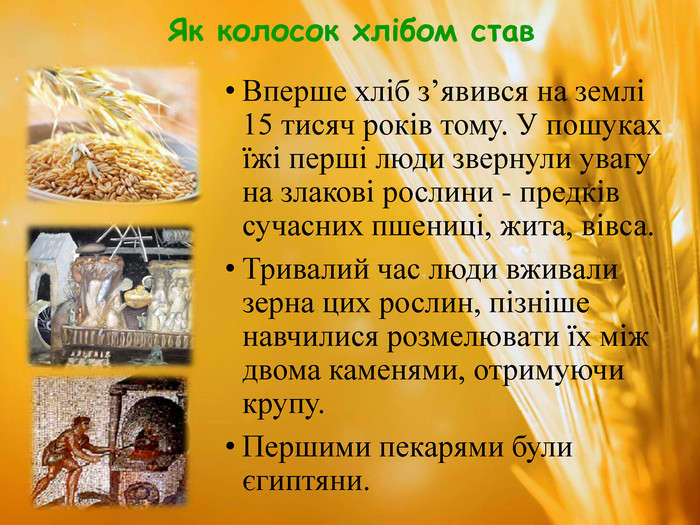 Як колосок хлібом став
• Вперше хліб з’явився на землі
15 тисяч років тому. У пошуках
їжі перші люди звернули увагу
на злакові рослини - предків
сучасних пшениці, жита, вівса.
• Тривалий час люди вживали
зерна цих рослин, пізніше
навчилися розмелювати їх між
двома каменями, отримуючи
крупу.
• Першими пекарями були
єгиптяни.